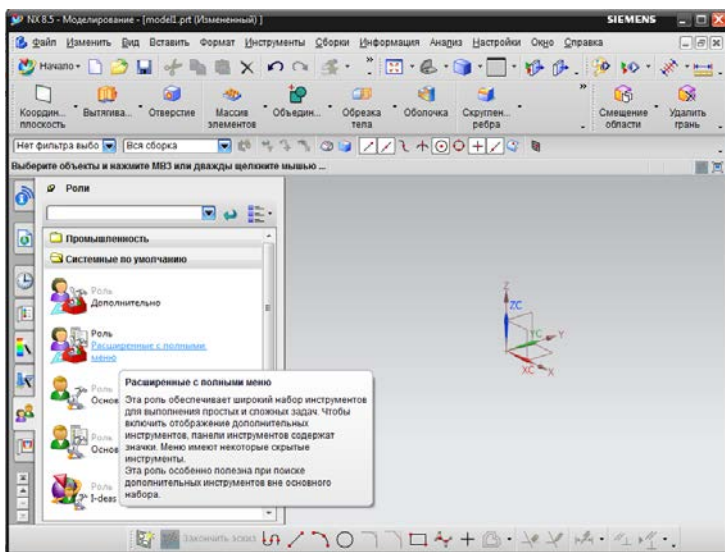 NX 8.5 - Моделирование - [model1.prt (Измененный) ]
SIEMENS
Файл Изменить Вид Вставить Формат Инструменты Сборки Информация Анализ Настройки Окно Справка
Начало
Координ... плоскость
Вытягива...
Отверстие
Массив элементов
Объедин...
Обрезка тела
Оболочка
Скруглен... ребра
Смещение области
Удалить грань
Нет фильтра выбо
Вся сборка
Выберите объекты и нажмите МВ3 или дважды щелкните мышью ...
Роли
Промышленность
Системные по умолчанию
Роль
Дополнительно
Роль
Расширенные с полными
меню
Роль
Основ
Роль
Основ
Роль
I-deas
Расширенные с полными меню
Эта роль обеспечивает широкий набор инструментов
для выполнения простых и сложных задач. Чтобы
включить отображение дополнительных
инструментов, панели инструментов содержат
значки. Меню имеют некоторые скрытые
инструменты.
Эта роль особенно полезна при поиске
дополнительных инструментов вне основного
набора.
Z
ZC
YC
Y
XC
X
Закончить эскиз